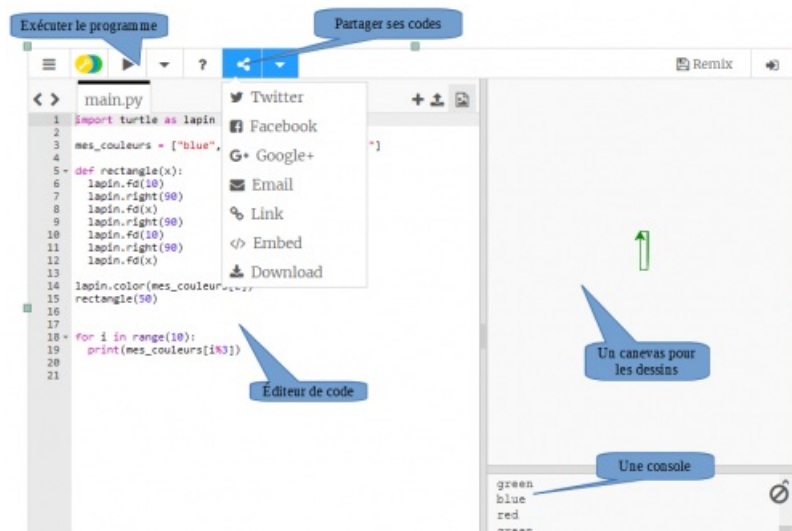 Exécuter le programme
Partager ses codes
?
Remix
main.py
Twitter
Facebook
G+ Google+
Email
Link
</> Embed
Download
1 import turtle as lapin
2
3 mes_couleurs = ["blue", "]
4
5 def rectangle(x):
6 lapin.fd(10)
7 lapin.right(90)
8 lapin.fd(x)
9 lapin.right(90)
10 lapin.fd(10)
11 lapin.right(90)
12 lapin.fd(x)
13
14 lapin.color(mes_couleurs[2])
15 rectangle(50)
16
17
18 for i in range(10):
19 print(mes_couleurs[i%3])
20
21
Éditeur de code
Un canevas pour
les dessins
Une console
green
blue
red
green